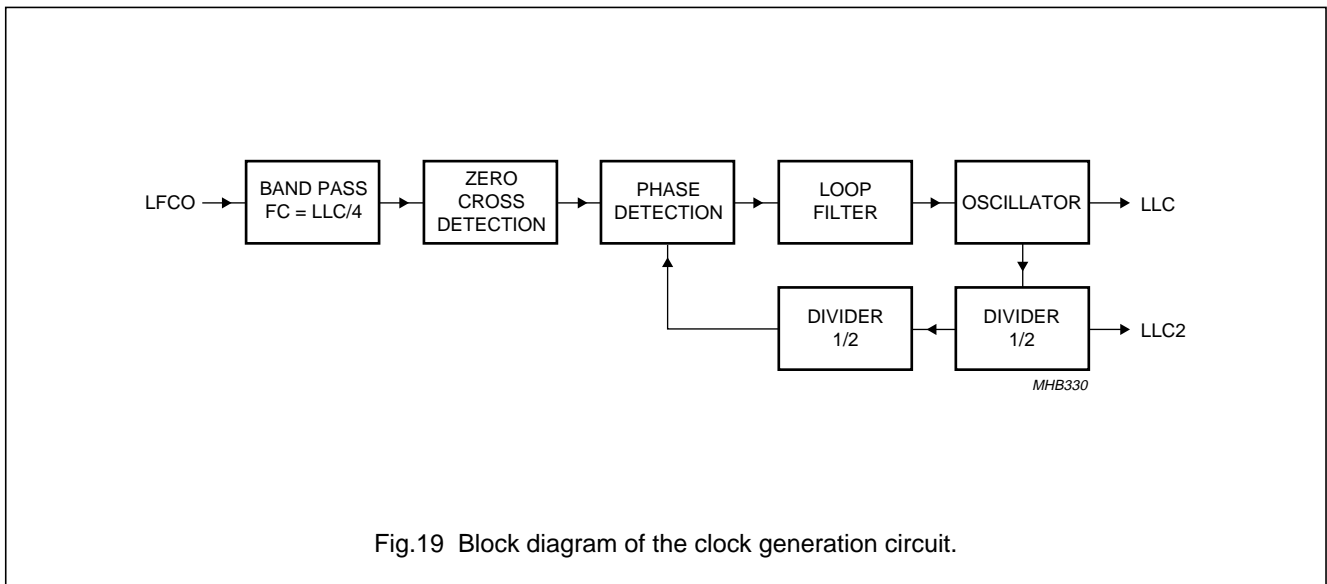 LFCO
BAND PASS
FC = LLC/4
ZERO
CROSS
DETECTION
PHASE
DETECTION
LOOP
FILTER
OSCILLATOR
LLC
DIVIDER
1/2
DIVIDER
1/2
LLC2
MHB330
Fig.19 Block diagram of the clock generation circuit.